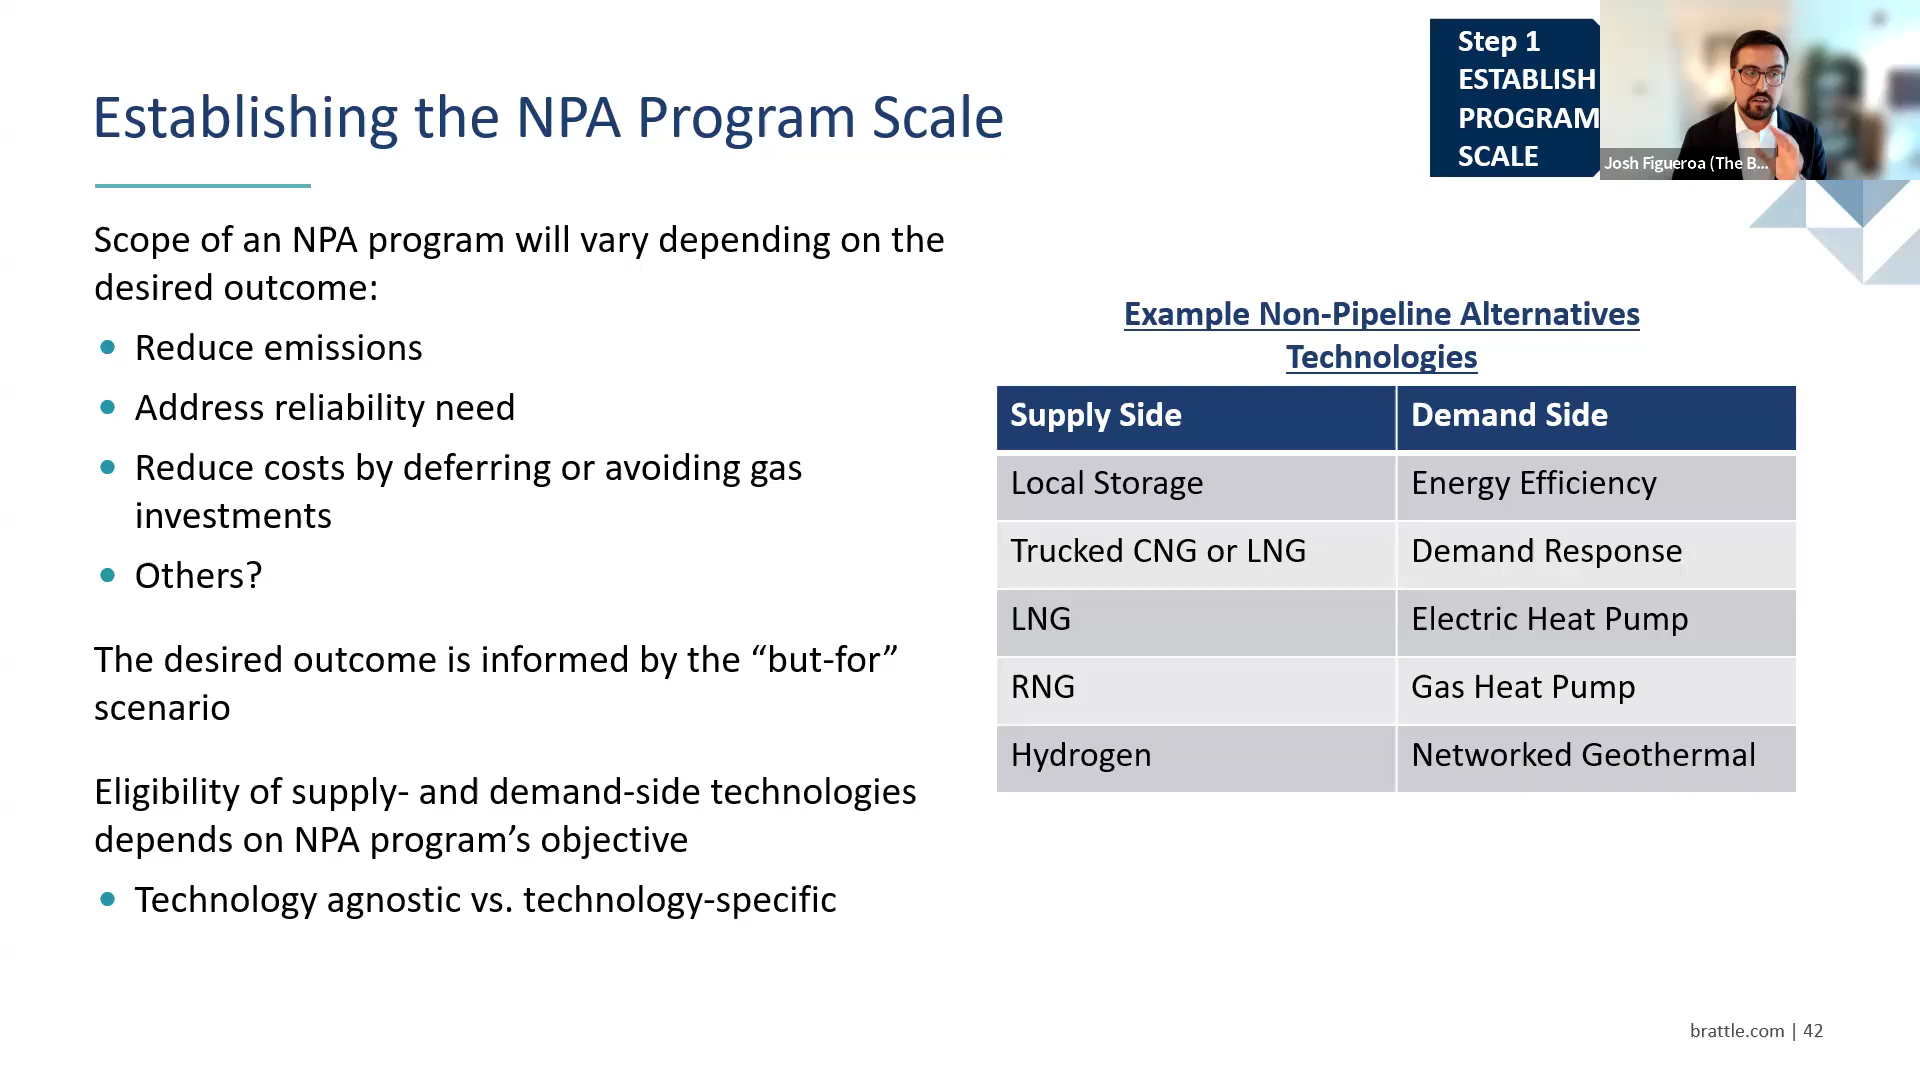 Step 1
ESTABLISH
PROGRAM
SCALE
Josh Figueroa (The B...
Establishing the NPA Program Scale
Scope of an NPA program will vary depending on the
desired outcome:
• Reduce emissions
• Address reliability need
• Reduce costs by deferring or avoiding gas
investments
• Others?
The desired outcome is informed by the “but-for”
scenario
Eligibility of supply- and demand-side technologies
depends on NPA program’s objective
• Technology agnostic vs. technology-specific
Example Non-Pipeline Alternatives
Technologies
Supply Side Demand Side
Local Storage Energy Efficiency
Trucked CNG or LNG Demand Response
LNG Electric Heat Pump
RNG Gas Heat Pump
Hydrogen Networked Geothermal
brattle.com | 42